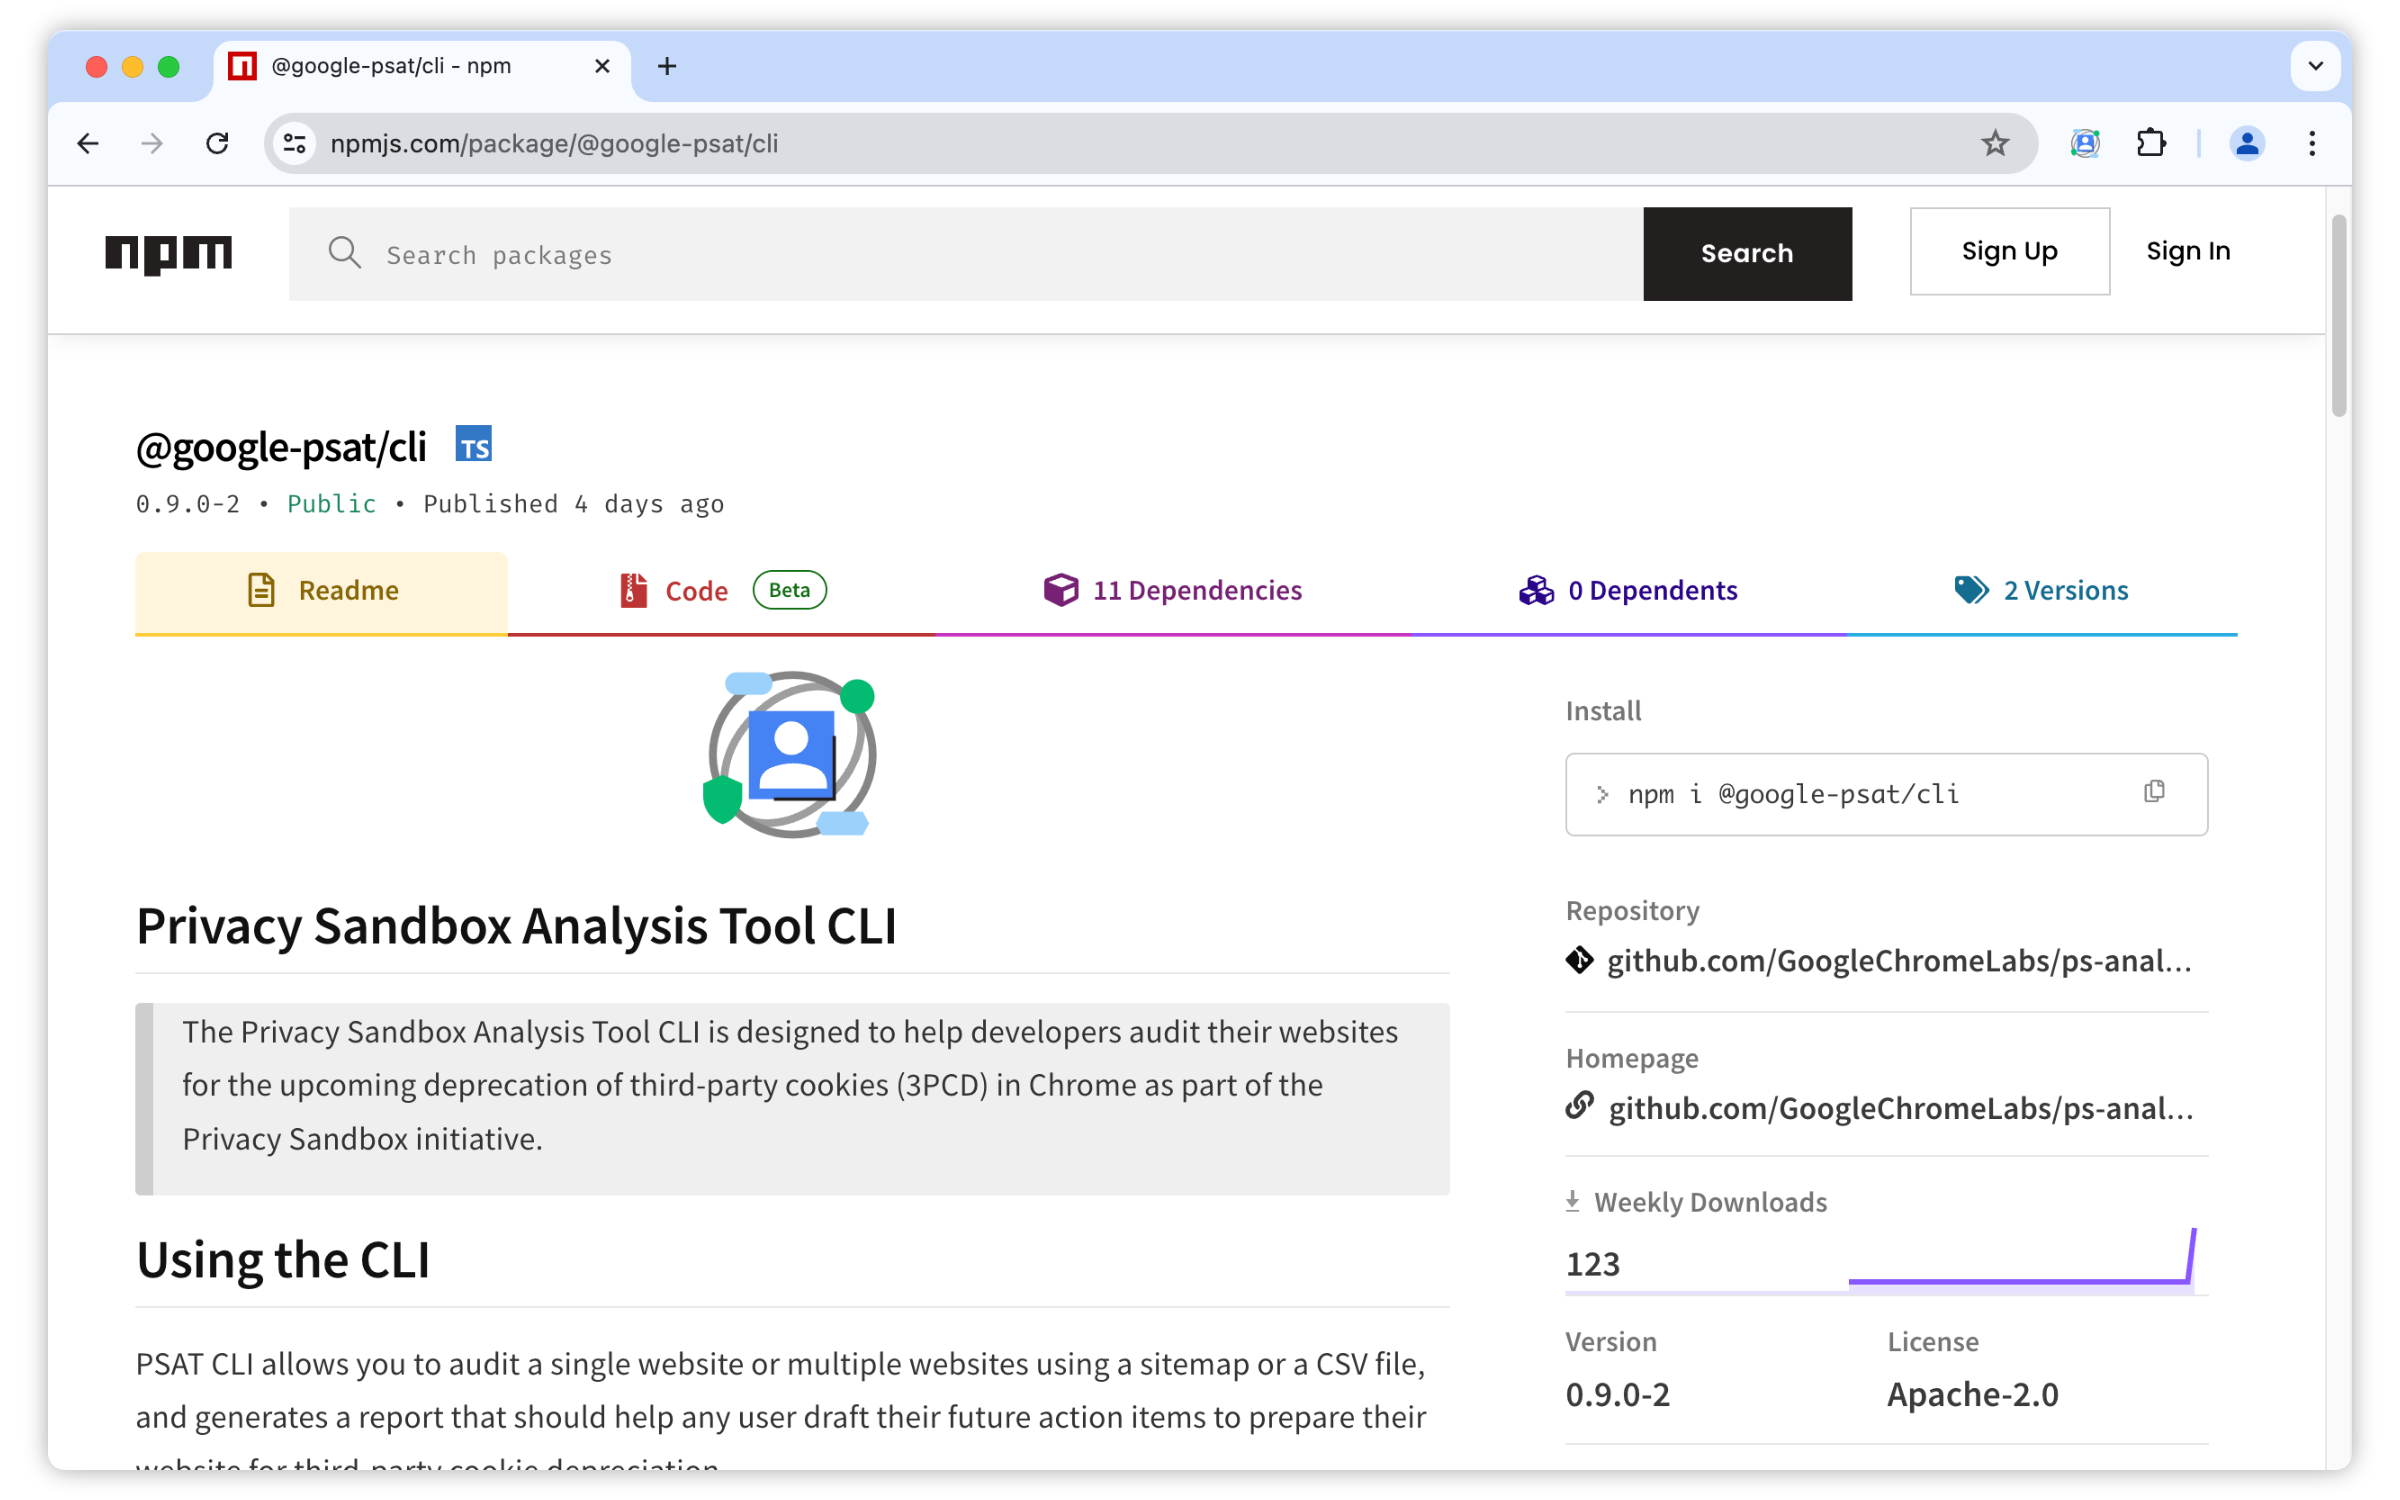 @google-psat/cli - npm
npmjs.com/package/@google-psat/cli
npm
Search packages
Search
Sign Up
Sign In
@google-psat/cli
TS
0.9.0-2 • Public • Published 4 days ago
Readme
Code
Beta
11 Dependencies
0 Dependents
2 Versions
Privacy Sandbox Analysis Tool CLI
The Privacy Sandbox Analysis Tool CLI is designed to help developers audit their websites
for the upcoming deprecation of third-party cookies (3PCD) in Chrome as part of the
Privacy Sandbox initiative.
Using the CLI
PSAT CLI allows you to audit a single website or multiple websites using a sitemap or a CSV file,
and generates a report that should help any user draft their future action items to prepare their
website for third-party cookie depreciation.
Install
npm i @google-psat/cli
Repository
github.com/GoogleChromeLabs/ps-anal...
Homepage
github.com/GoogleChromeLabs/ps-anal...
Weekly Downloads
123
Version
License
0.9.0-2
Apache-2.0